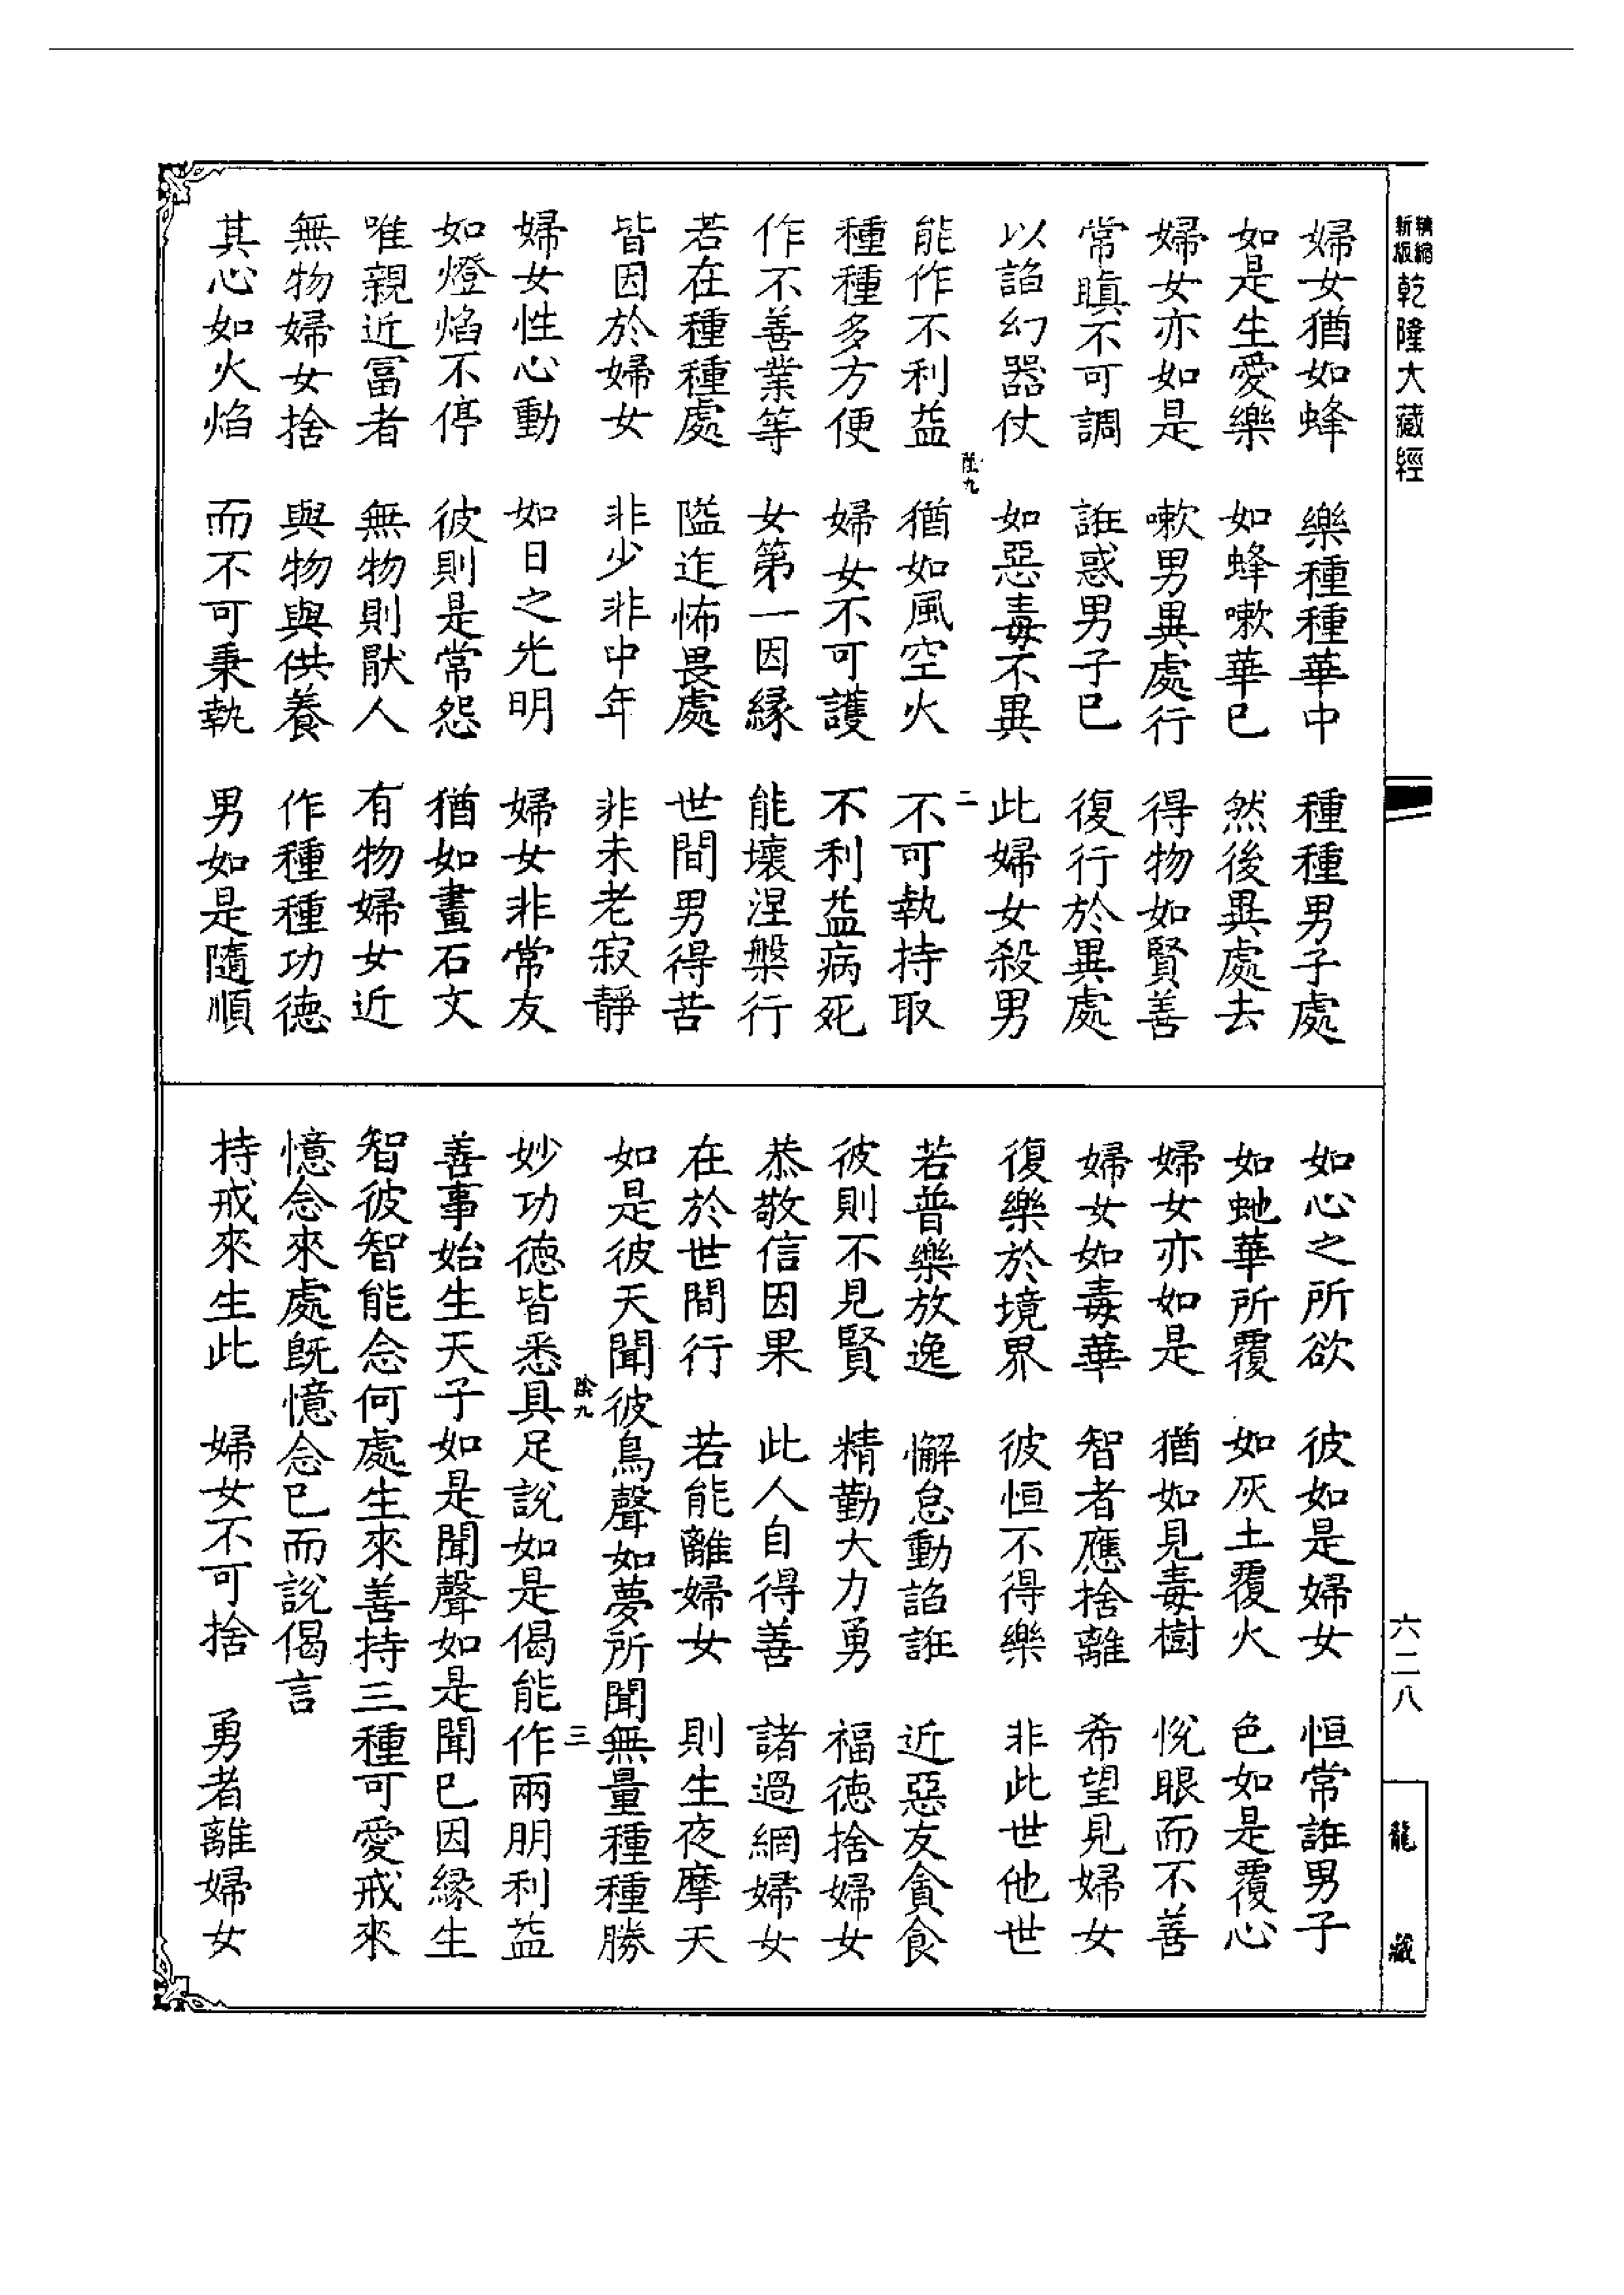 新版精縮乾隆大藏經
婦女猶如蜂　樂種種華中　種種男子處
如是生愛樂　如蜂嗽華已　然後異處去
婦女亦如是　嗽男異處行　得物如賢善
常瞋不可調　誑惑男子已　復行於異處
以諂幻器仗　如惡毒不異　此婦女殺男
陰九　二
能作不利益　猶如風空火　不可執持取
種種多方便　婦女不可護　不利益病死
作不善業等　女第一因緣　能壞涅槃行
若在種種處　隘迮怖畏處　世間男得苦
皆因於婦女　非少非中年　非未老寂靜
婦女性心動　如日之光明　婦女非常友
如燈焰不停　彼則是常怨　猶如畫石文
唯親近冨者　無物則猒人　有物婦女近
無物婦女捨　與物與供養　作種種功德
其心如火焰　而不可秉執　男如是隨順
如心之所欲　彼如是婦女　恒常誑男子
如虵華所覆　如灰土覆火　色如是覆心
婦女亦如是　猶如見毒樹　悅眼而不善
婦女如毒華　智者應捨離　希望見婦女
復樂於境界　彼恒不得樂　非此世他世
若普樂放逸　懈怠動諂誑　近惡友貪食
彼則不見賢　精勤大力勇　福德捨婦女
恭敬信因果　此人自得善　諸過網婦女
在於世間行　若能離婦女　則生夜摩天
如是彼天聞彼鳥聲如夢所聞無量種種勝
陰九　三
妙功德皆悉具足說如是偈能作兩朋利益
善事始生天子如是聞聲如是聞已因緣生
智彼智能念何處生來善持三種可愛戒來
憶念來處旣憶念已而說偈言
持戒來生此　婦女不可捨　勇者離婦女
六二八
龍藏